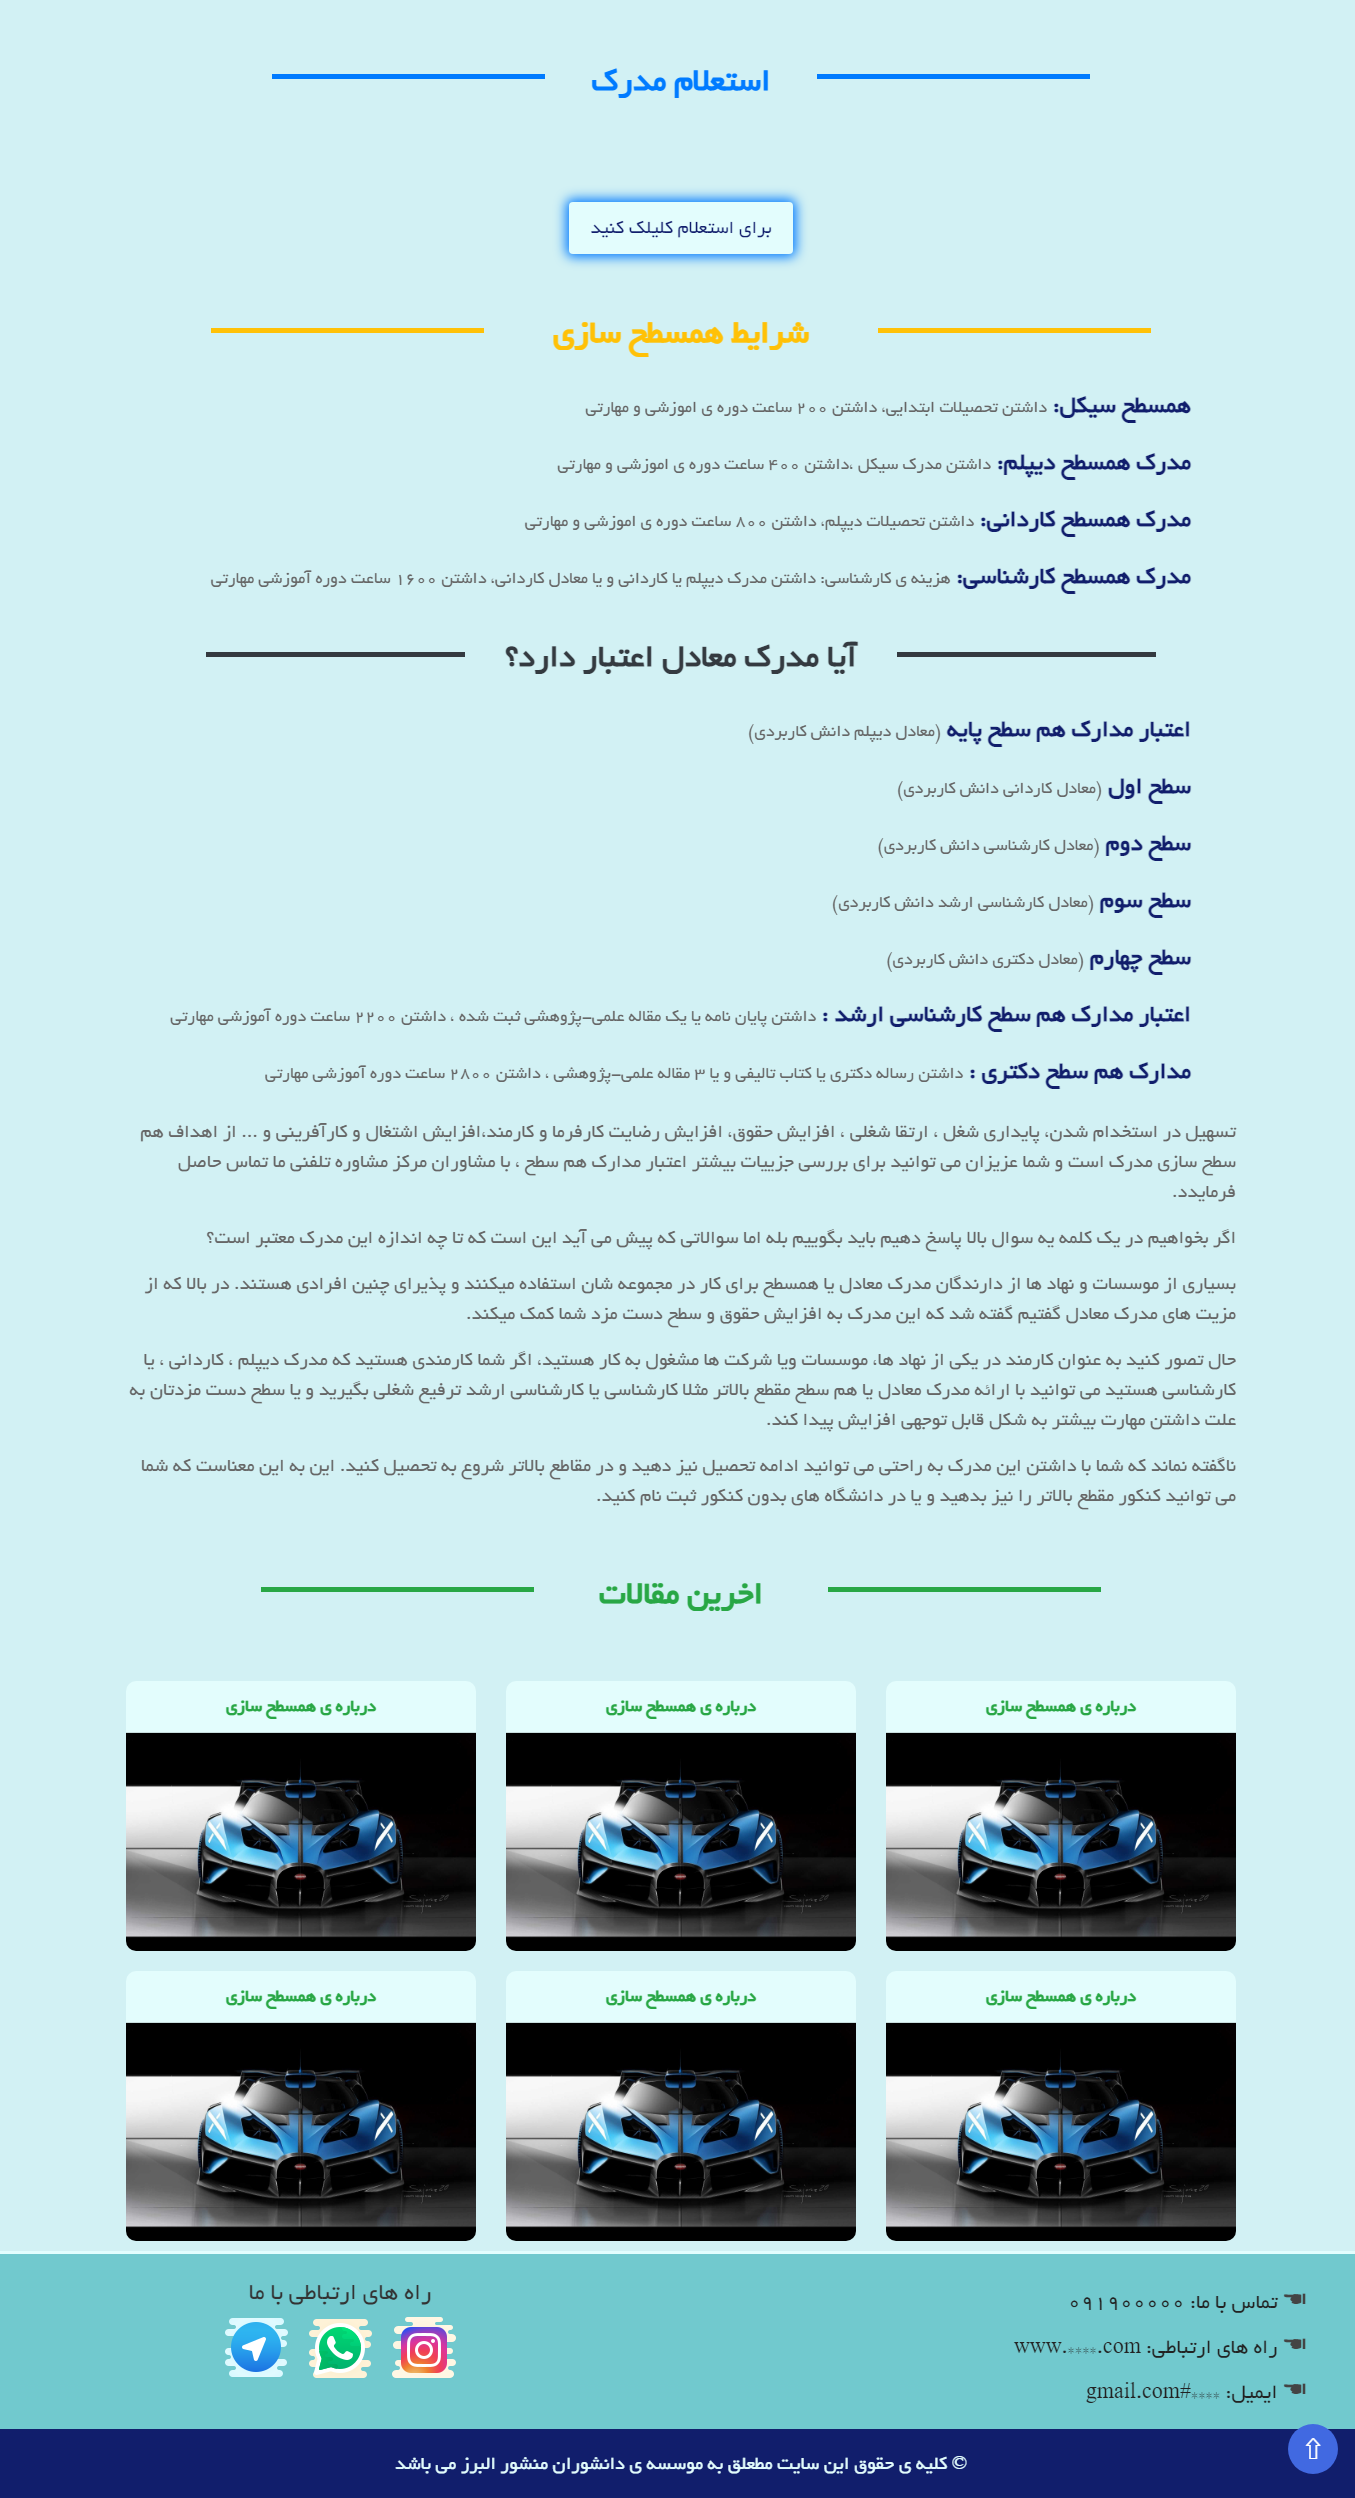 استعلام مدرک
برای استعلام کلیلک کنید
شرایط همسطح سازی
همسطح سیکل: داشتن تحصیلات ابتدایی، داشتن ۲۰۰ ساعت دوره ی اموزشی و مهارتی
مدرک همسطح دیپلم: داشتن مدرک سیکل ،داشتن ۴۰۰ ساعت دوره ی اموزشی و مهارتی
مدرک همسطح کاردانی: داشتن تحصیلات دیپلم، داشتن ۸۰۰ ساعت دوره ی اموزشی و مهارتی
مدرک همسطح کارشناسی: هزینه ی کارشناسی: داشتن مدرک دیپلم یا کاردانی و یا معادل کاردانی، داشتن ۱۶۰۰ ساعت دوره آموزشی مهارتی
آیا مدرک معادل اعتبار دارد؟
اعتبار مدارک هم سطح پایه (معادل دیپلم دانش کاربردی)
سطح اول (معادل کاردانی دانش کاربردی)
سطح دوم (معادل کارشناسی دانش کاربردی)
سطح سوم (معادل کارشناسی ارشد دانش کاربردی)
سطح چهارم (معادل دکتری دانش کاربردی)
اعتبار مدارک هم سطح کارشناسی ارشد : داشتن پایان نامه یا یک مقاله علمی-پژوهشی ثبت شده ، داشتن ۲۲۰۰ ساعت دوره آموزشی مهارتی
مدارک هم سطح دکتری : داشتن رساله دکتری یا کتاب تالیفی و یا ۳ مقاله علمی-پژوهشی ، داشتن ۲۸۰۰ ساعت دوره آموزشی مهارتی
تسهیل در استخدام شدن، پایداری شغل ، ارتقا شغلی ، افزایش حقوق، افزایش رضایت کارفرما و کارمند،افزایش اشتغال و کارآفرینی و ... از اهداف هم
سطح سازی مدرک است و شما عزیزان می توانید برای بررسی جزییات بیشتر اعتبار مدارک هم سطح ، با مشاوران مرکز مشاوره تلفنی ما تماس حاصل
فرمایدد.
اگر بخواهیم در یک کلمه یه سوال بالا پاسخ دهیم باید بگوییم بله اما سوالاتی که پیش می آید این است که تا چه اندازه این مدرک معتبر است؟
بسیاری از موسسات و نهاد ها از دارندگان مدرک معادل یا همسطح برای کار در مجموعه شان استفاده میکنند و پذیرای چنین افرادی هستند. در بالا که از
مزیت های مدرک معادل گفتیم گفته شد که این مدرک به افزایش حقوق و سطح دست مزد شما کمک میکند.
حال تصور کنید به عنوان کارمند در یکی از نهاد ها، موسسات ویا شرکت ها مشغول به کار هستید، اگر شما کارمندی هستید که مدرک دیپلم ، کاردانی ، یا
کارشناسی هستید می توانید با ارائه مدرک معادل یا هم سطح مقطع بالاتر مثلا کارشناسی یا کارشناسی ارشد ترفیع شغلی بگیرید و یا سطح دست مزدتان به
علت داشتن مهارت بیشتر به شکل قابل توجهی افزایش پیدا کند.
ناگفته نماند که شما با داشتن این مدرک به راحتی می توانید ادامه تحصیل نیز دهید و در مقاطع بالاتر شروع به تحصیل کنید. این به این معناست که شما
می توانید کنکور مقطع بالاتر را نیز بدهید و یا در دانشگاه های بدون کنکور ثبت نام کنید.
اخرین مقالات
درباره ی همسطح سازی
درباره ی همسطح سازی
درباره ی همسطح سازی
درباره ی همسطح سازی
درباره ی همسطح سازی
درباره ی همسطح سازی
تماس با ما: ۰۹۱۹۰۰۰۰۰
راه های ارتباطی: www.****.com
ایمیل: ****#gmail.com
راه های ارتباطی با ما
© کلیه ی حقوق این سایت مطعلق به موسسه ی دانشوران منشور البرز می باشد